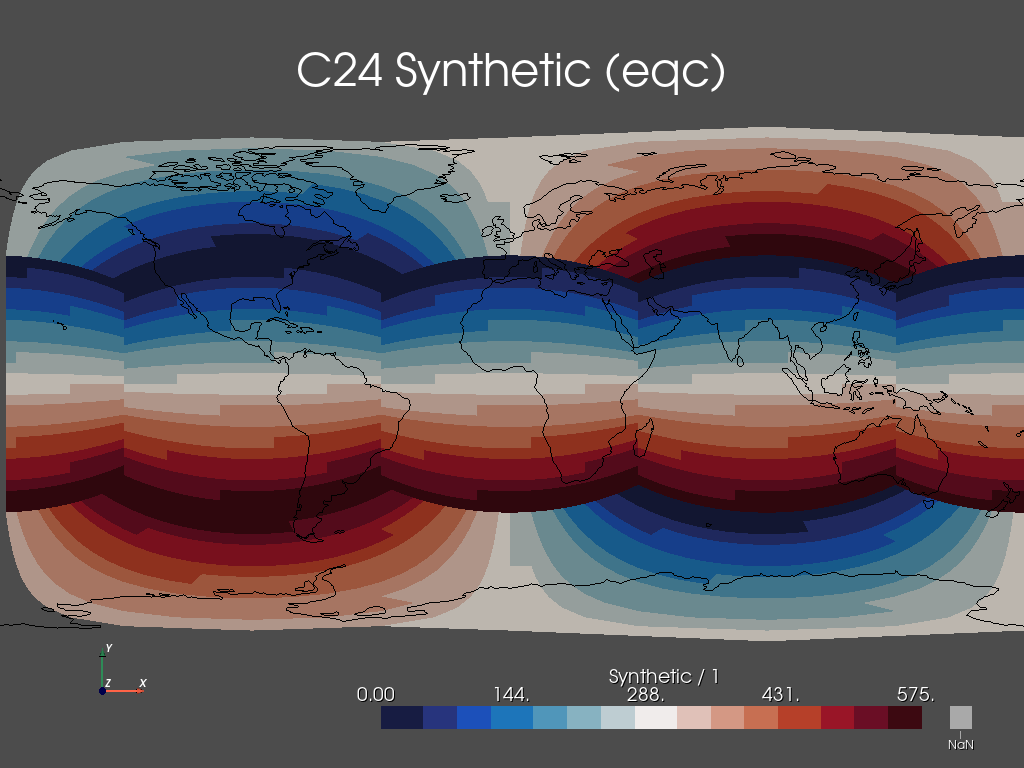 C24 Synthetic (eqc)
Y
Z X
Synthetic / 1
0.00 144. 288. 431. 575.
NaN